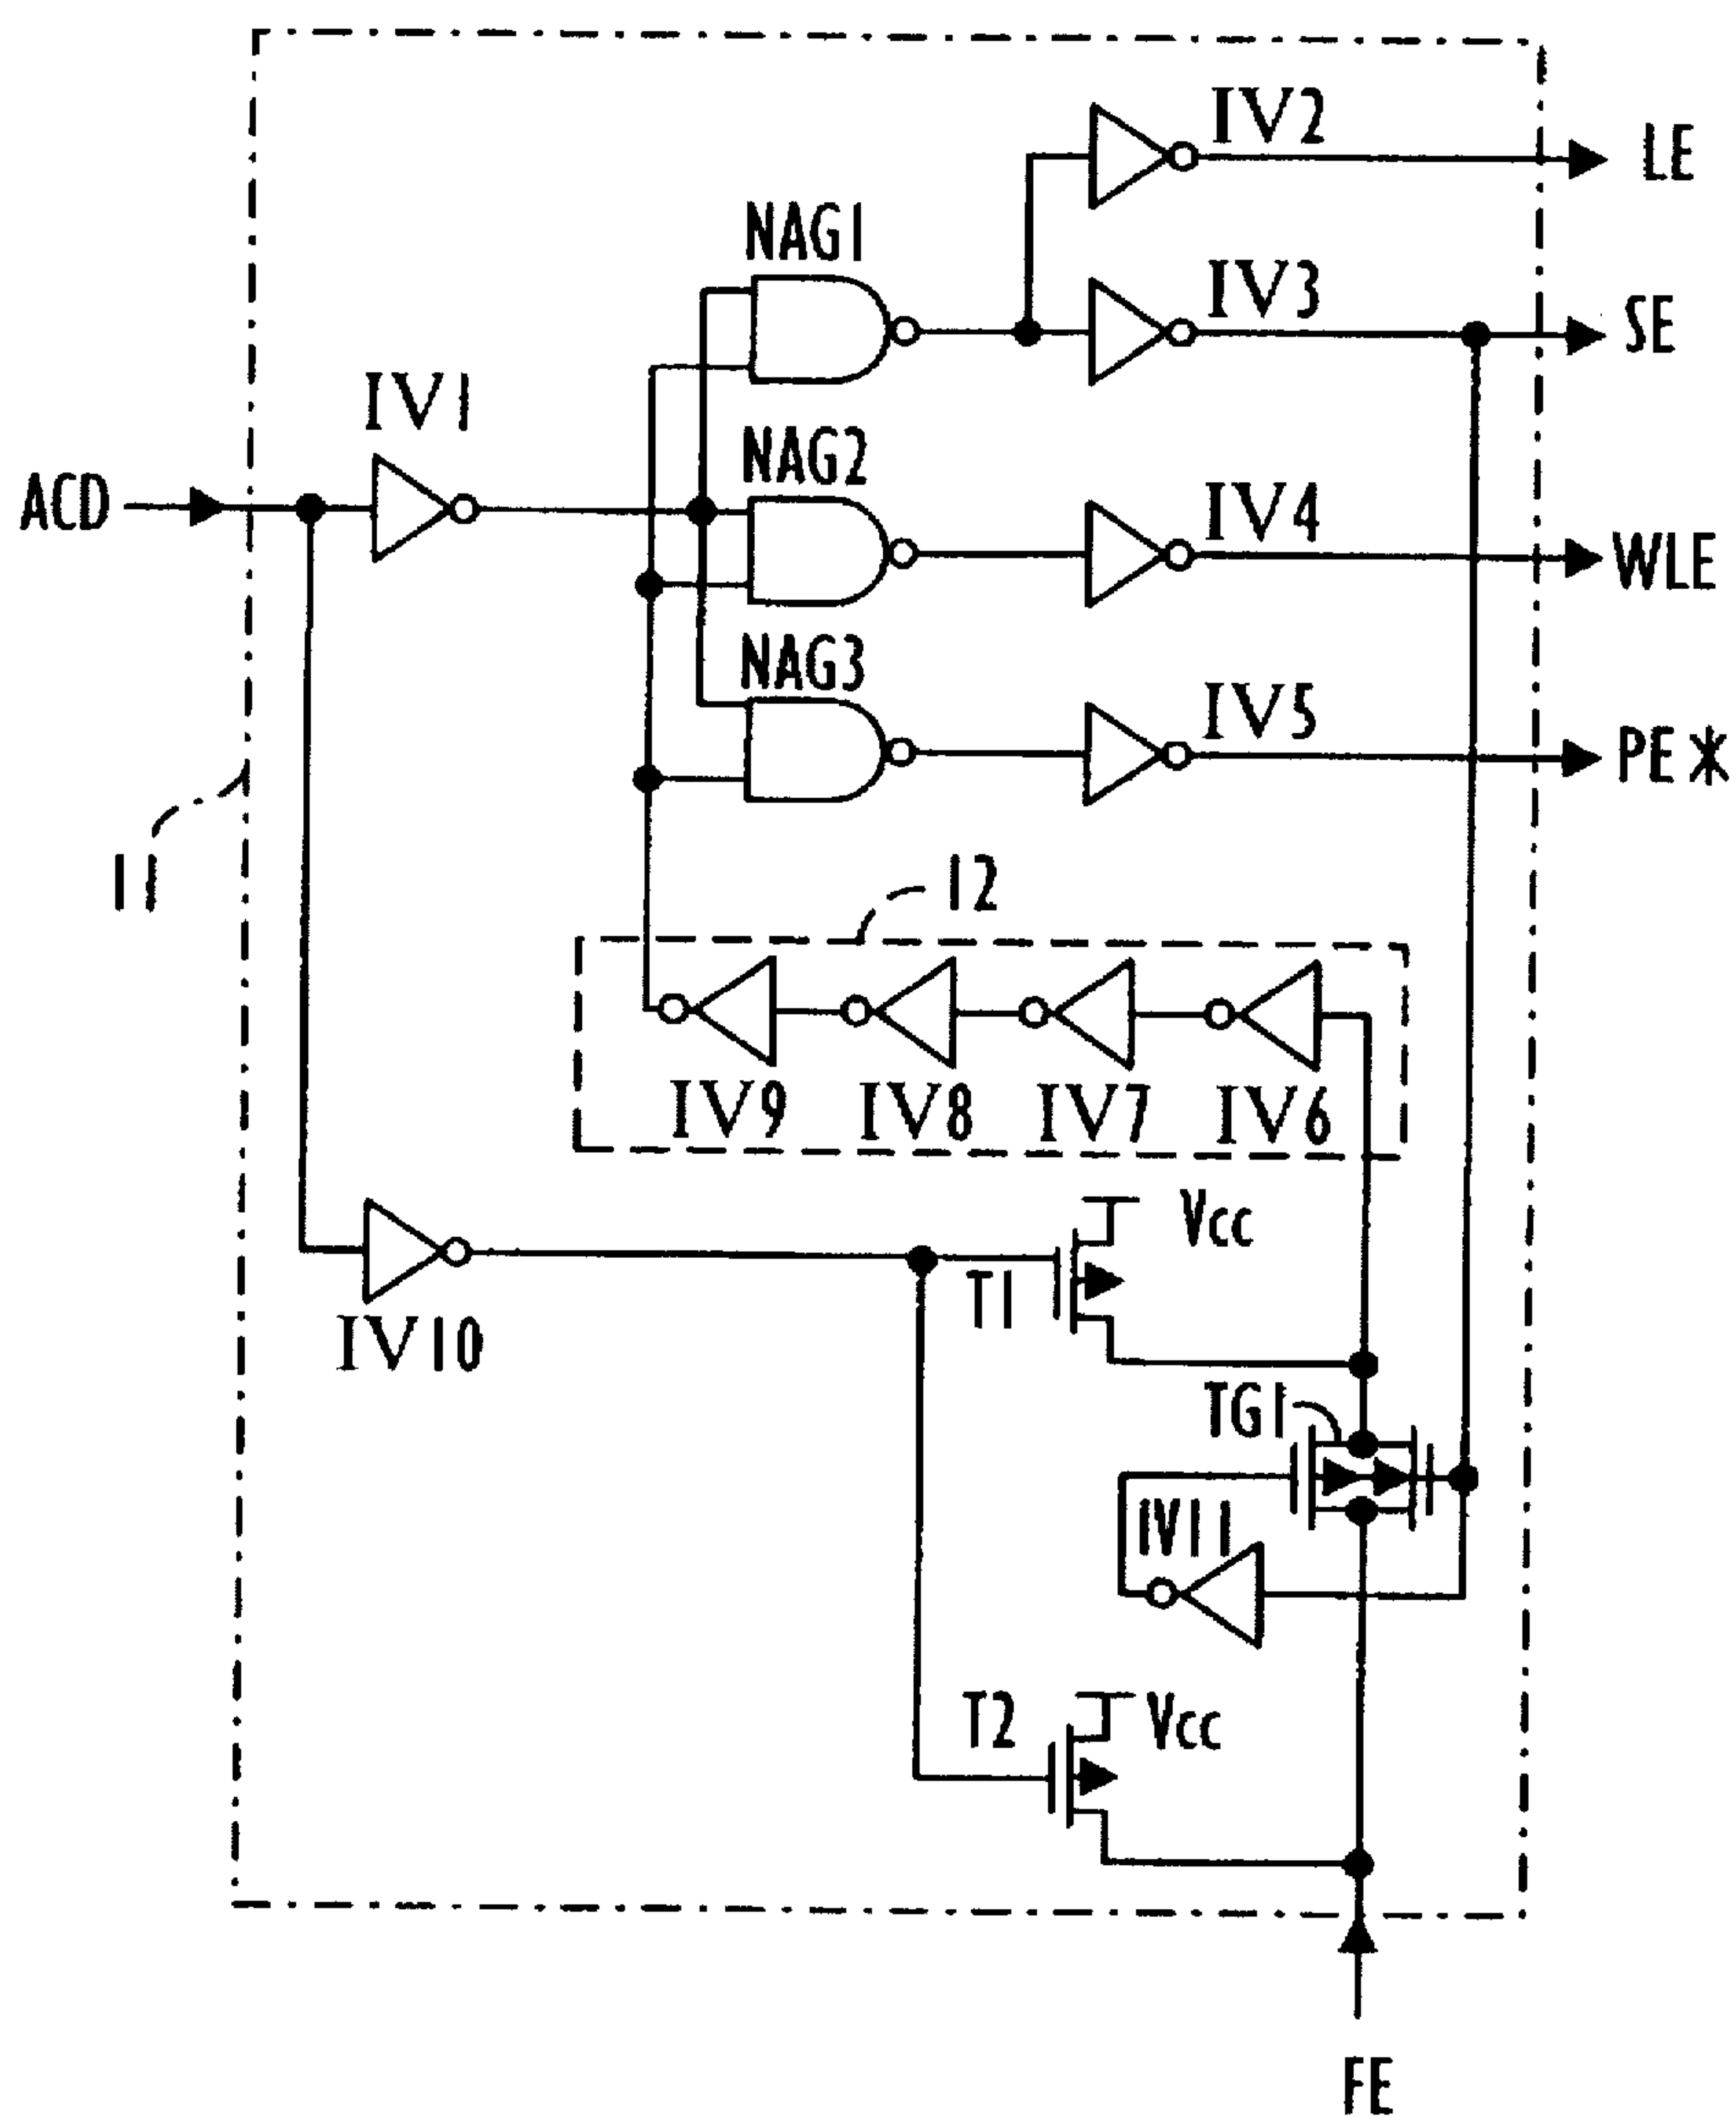 IV2
LE
NAG1
IV3
SE
IV1
NAG2
IV4
ACD
WLE
NAG3
IV5
PE*
11
12
IV9
IV8
IV7
IV6
Vcc
T1
IV10
TG1
IV11
T2
Vcc
FE